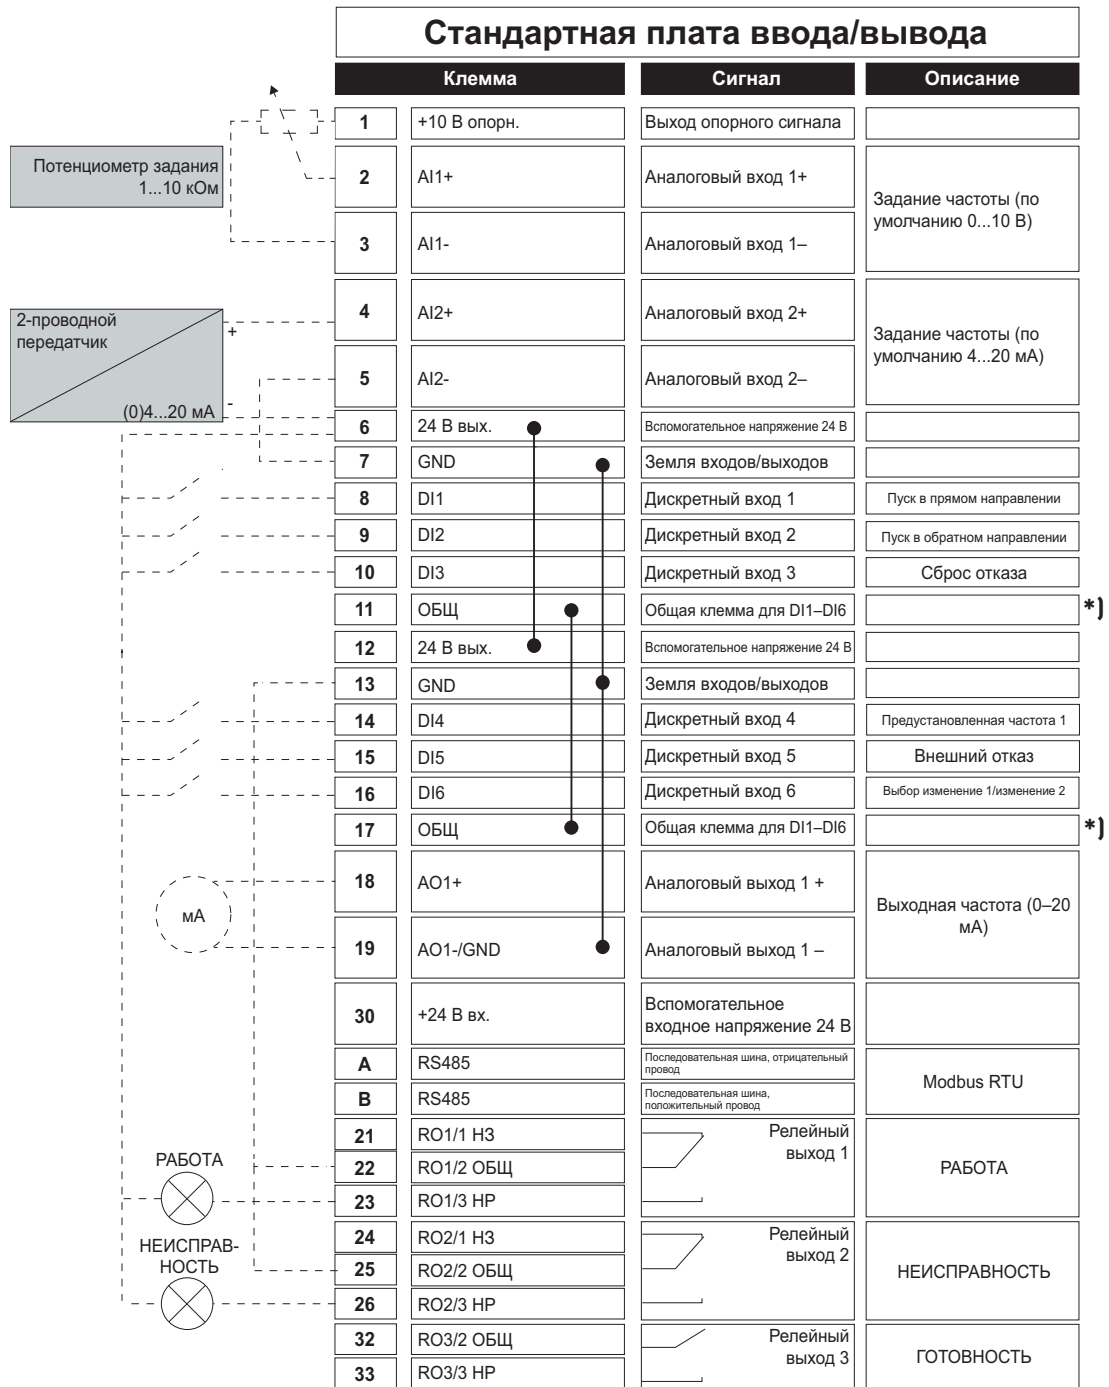 Стандартная плата ввода/вывода
Клемма Сигнал Описание
1 +10 В опорн. Выход опорного сигнала
Потенциометр задания
1...10 кОм
2 AI1+ Аналоговый вход 1+
Задание частоты (по
умолчанию 0...10 В)
3 AI1- Аналоговый вход 1–
4 AI2+ Аналоговый вход 2+
2-проводной
передатчик
+
-
(0)4...20 мА
Задание частоты (по
умолчанию 4...20 мА)
5 AI2- Аналоговый вход 2–
6 24 В вых. Вспомогательное напряжение 24 В
7 GND Земля входов/выходов
8 DI1 Дискретный вход 1 Пуск в прямом направлении
9 DI2 Дискретный вход 2 Пуск в обратном направлении
10 DI3 Дискретный вход 3 Сброс отказа
11 ОБЩ Общая клемма для DI1–DI6 *)
12 24 В вых. Вспомогательное напряжение 24 В
13 GND Земля входов/выходов
14 DI4 Дискретный вход 4 Предустановленная частота 1
15 DI5 Дискретный вход 5 Внешний отказ
16 DI6 Дискретный вход 6 Выбор изменение 1/изменение 2
17 ОБЩ Общая клемма для DI1–DI6 *)
18 AO1+ Аналоговый выход 1 +
мА
Выходная частота (0–20
мА)
19 AO1-/GND Аналоговый выход 1 –
30 +24 В вх. Вспомогательное
входное напряжение 24 В
A RS485 Последовательная шина, отрицательный
провод
Modbus RTU
B RS485 Последовательная шина,
положительный провод
21 RO1/1 НЗ Релейный
выход 1
РАБОТА
22 RO1/2 ОБЩ РАБОТА
23 RO1/3 НР
24 RO2/1 НЗ Релейный
выход 2
НЕИСПРАВ-
НОСТЬ
25 RO2/2 ОБЩ НЕИСПРАВНОСТЬ
26 RO2/3 НР
32 RO3/2 ОБЩ Релейный
выход 3
ГОТОВНОСТЬ
33 RO3/3 НР